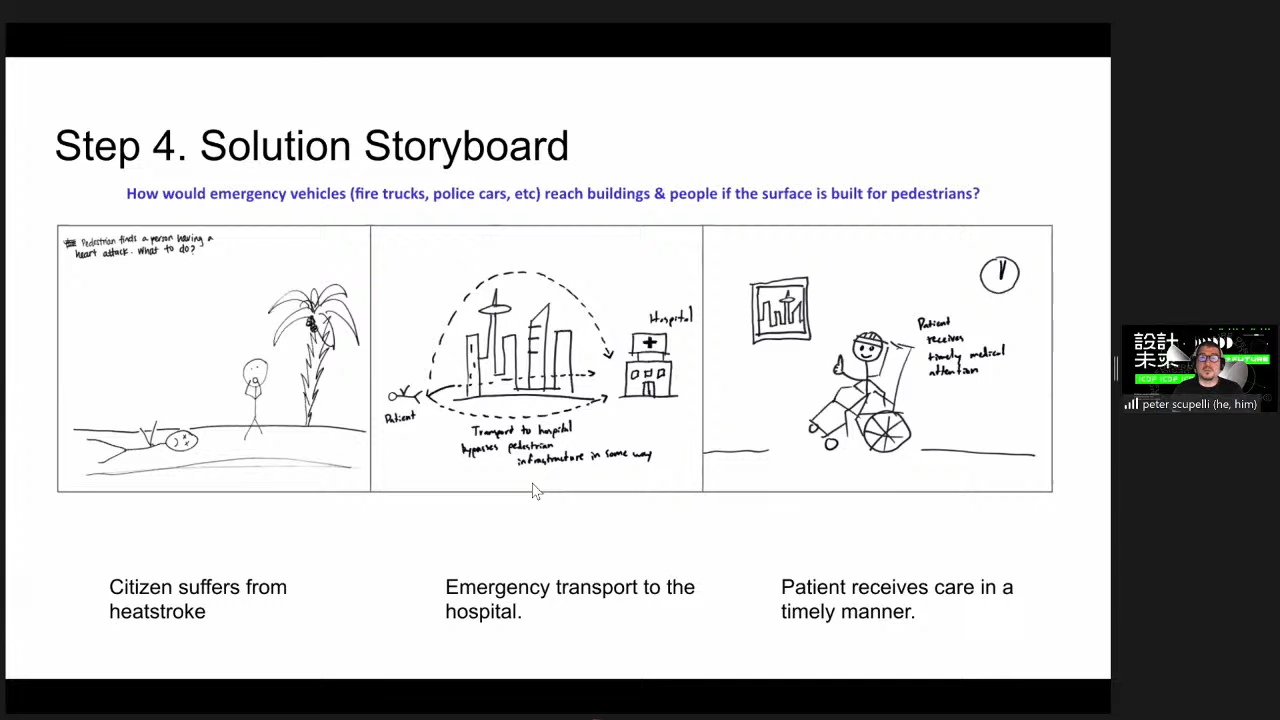 Step 4. Solution Storyboard
How would emergency vehicles (fire trucks, police cars, etc) reach buildings & people if the surface is built for pedestrians?
Pedestrian finds a person having a
heart attack. What to do?
Hospital
Patient
Transport to hospital
bypasses pedestrian
infrastructure in some way
Patient
receives
timely medical
attention
Citizen suffers from
heatstroke
Emergency transport to the
hospital.
Patient receives care in a
timely manner.
設計
未来
peter scupelli (he, him)